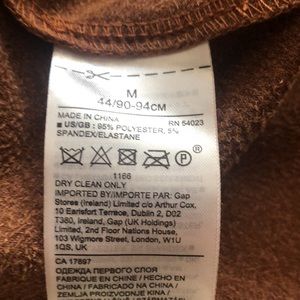 M
44/90-94CM
MADE IN CHINA RN 54023
US/GB : 95% POLYESTER, 5%
SPANDEX/ELASTANE
1166
DRY CLEAN ONLY
IMPORTED BY/IMPORTE PAR: Gap
Stores (Ireland) Limited c/o Arthur Cox,
10 Earlsfort Terrace, Dublin 2, D02
T380, Ireland, Gap (UK Holdings)
Limited, 2nd Floor Nations House,
103 Wigmore Street, London, W1U
1QS, UK
CA 17897
ОДЕЖДА ПЕРВОГО СЛОЯ
FABRIQUE EN CHINE / HECHO EN
CHINA / FABRICADO NA CHINA /
ZEMLJA PROIZVODNJE KINA /